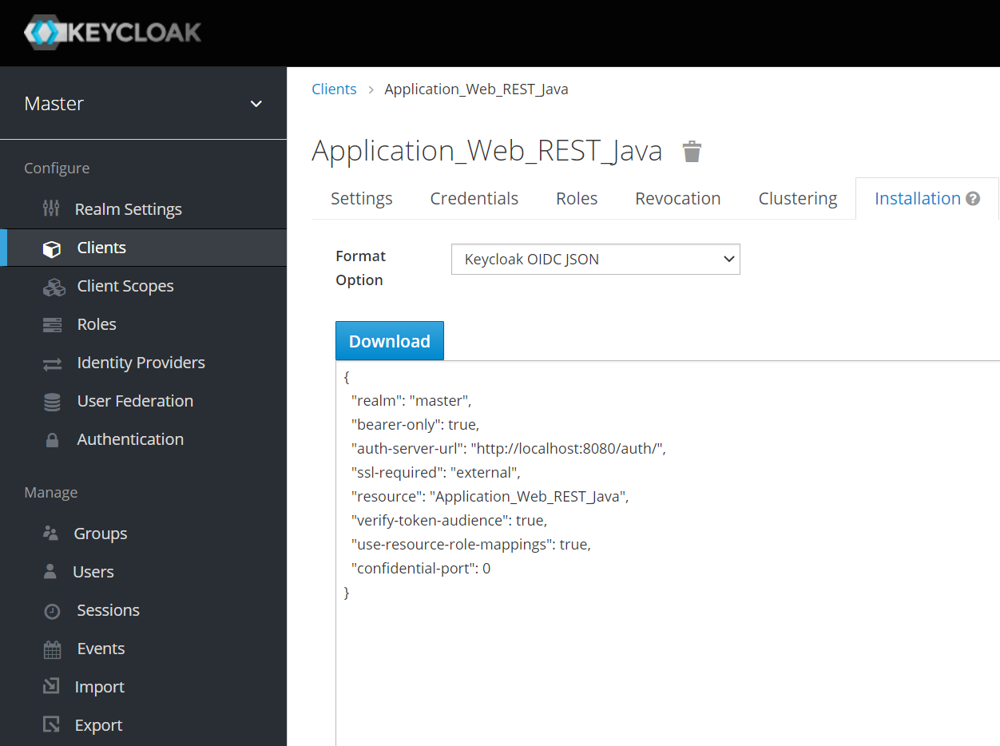 KEYCLOAK
Master
Configure
Realm Settings
Clients
Client Scopes
Roles
Identity Providers
User Federation
Authentication
Manage
Groups
Users
Sessions
Events
Import
Export
Clients > Application_Web_REST_Java
Application_Web_REST_Java
Settings Credentials Roles Revocation Clustering Installation ?
Format
Option
Keycloak OIDC JSON
Download
{
  "realm": "master",
  "bearer-only": true,
  "auth-server-url": "http://localhost:8080/auth/",
  "ssl-required": "external",
  "resource": "Application_Web_REST_Java",
  "verify-token-audience": true,
  "use-resource-role-mappings": true,
  "confidential-port": 0
}